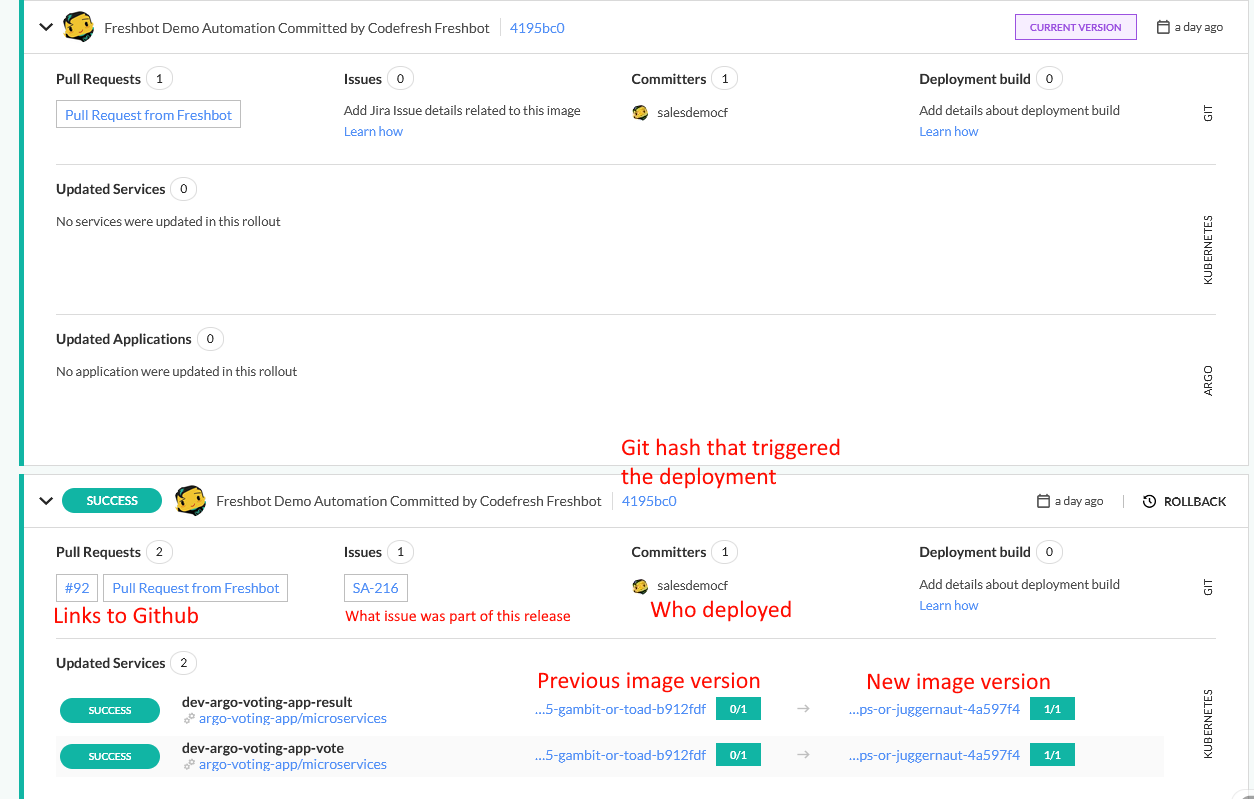 Freshbot Demo Automation Committed by Codefresh Freshbot 4195bc0 CURRENT VERSION a day ago
Pull Requests 1 Issues 0 Committers 1 Deployment build 0
Pull Request from Freshbot Add Jira Issue details related to this image salesdemocf Add details about deployment build
Learn how Learn how
GIT
Updated Services 0
No services were updated in this rollout
KUBERNETES
Updated Applications 0
No application were updated in this rollout
ARGO
Git hash that triggered
the deployment
SUCCESS Freshbot Demo Automation Committed by Codefresh Freshbot 4195bc0 a day ago ROLLBACK
Pull Requests 2 Issues 1 Committers 1 Deployment build 0
#92 Pull Request from Freshbot SA-216 salesdemocf Add details about deployment build
Learn how
GIT
Links to Github What issue was part of this release Who deployed
Updated Services 2
Previous image version New image version
SUCCESS dev-argo-voting-app-result ...5-gambit-or-toad-b912fdf 0/1 → ...ps-or-juggernaut-4a597f4 1/1
argo-voting-app/microservices
SUCCESS dev-argo-voting-app-vote ...5-gambit-or-toad-b912fdf 0/1 → ...ps-or-juggernaut-4a597f4 1/1
argo-voting-app/microservices
KUBERNETES